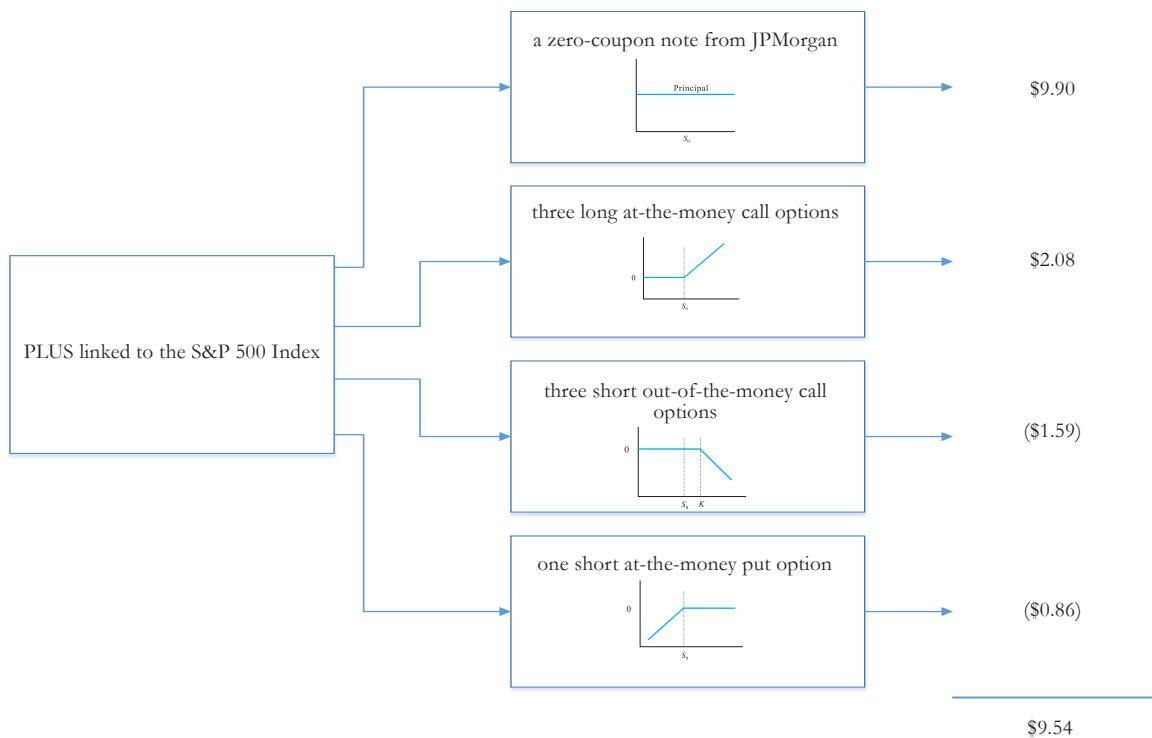 a zero-coupon note from JPMorgan
Principal
S₀
$9.90
three long at-the-money call options
0
S₀
$2.08
PLUS linked to the S&P 500 Index
three short out-of-the-money call
options
0
S₀ K
($1.59)
one short at-the-money put option
0
S₀
($0.86)
$9.54